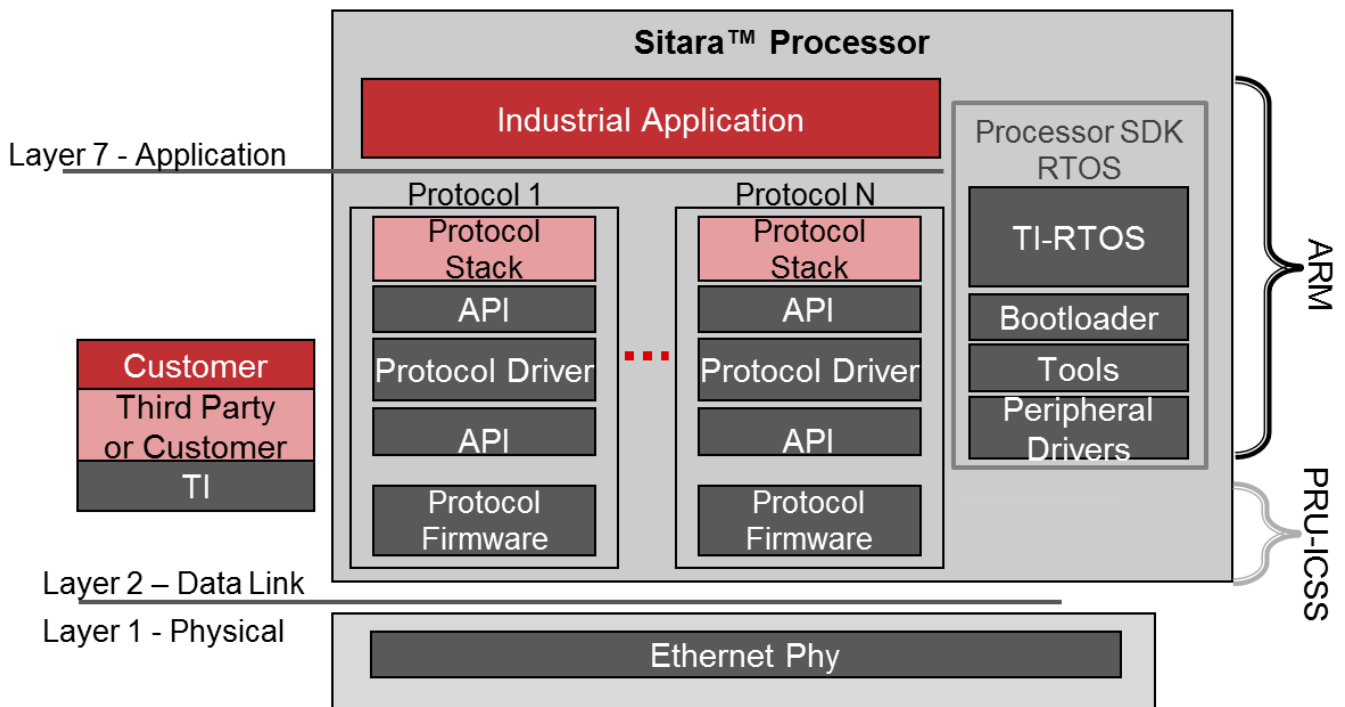 Sitara™ Processor
Industrial Application
Layer 7 - Application
Processor SDK
RTOS
TI-RTOS
Bootloader
Tools
Peripheral
Drivers
Protocol 1
Protocol
Stack
API
Protocol Driver
API
Protocol
Firmware
Protocol N
Protocol
Stack
API
Protocol Driver
API
Protocol
Firmware
ARM
PRU-ICSS
Customer
Third Party
or Customer
TI
Layer 2 – Data Link
Layer 1 - Physical
Ethernet Phy